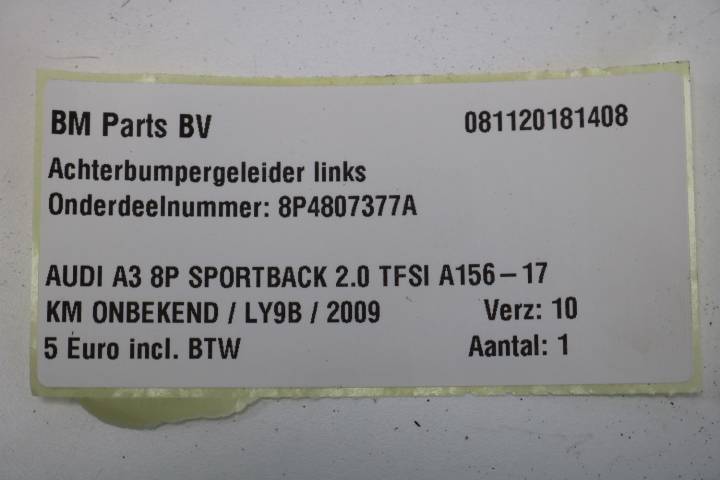 BM Parts BV 081120181408
Achterbumpergeleider links
Onderdeelnummer: 8P4807377A
AUDI A3 8P SPORTBACK 2.0 TFSI A156-17
KM ONBEKEND / LY9B / 2009 Verz: 10
5 Euro incl. BTW Aantal: 1